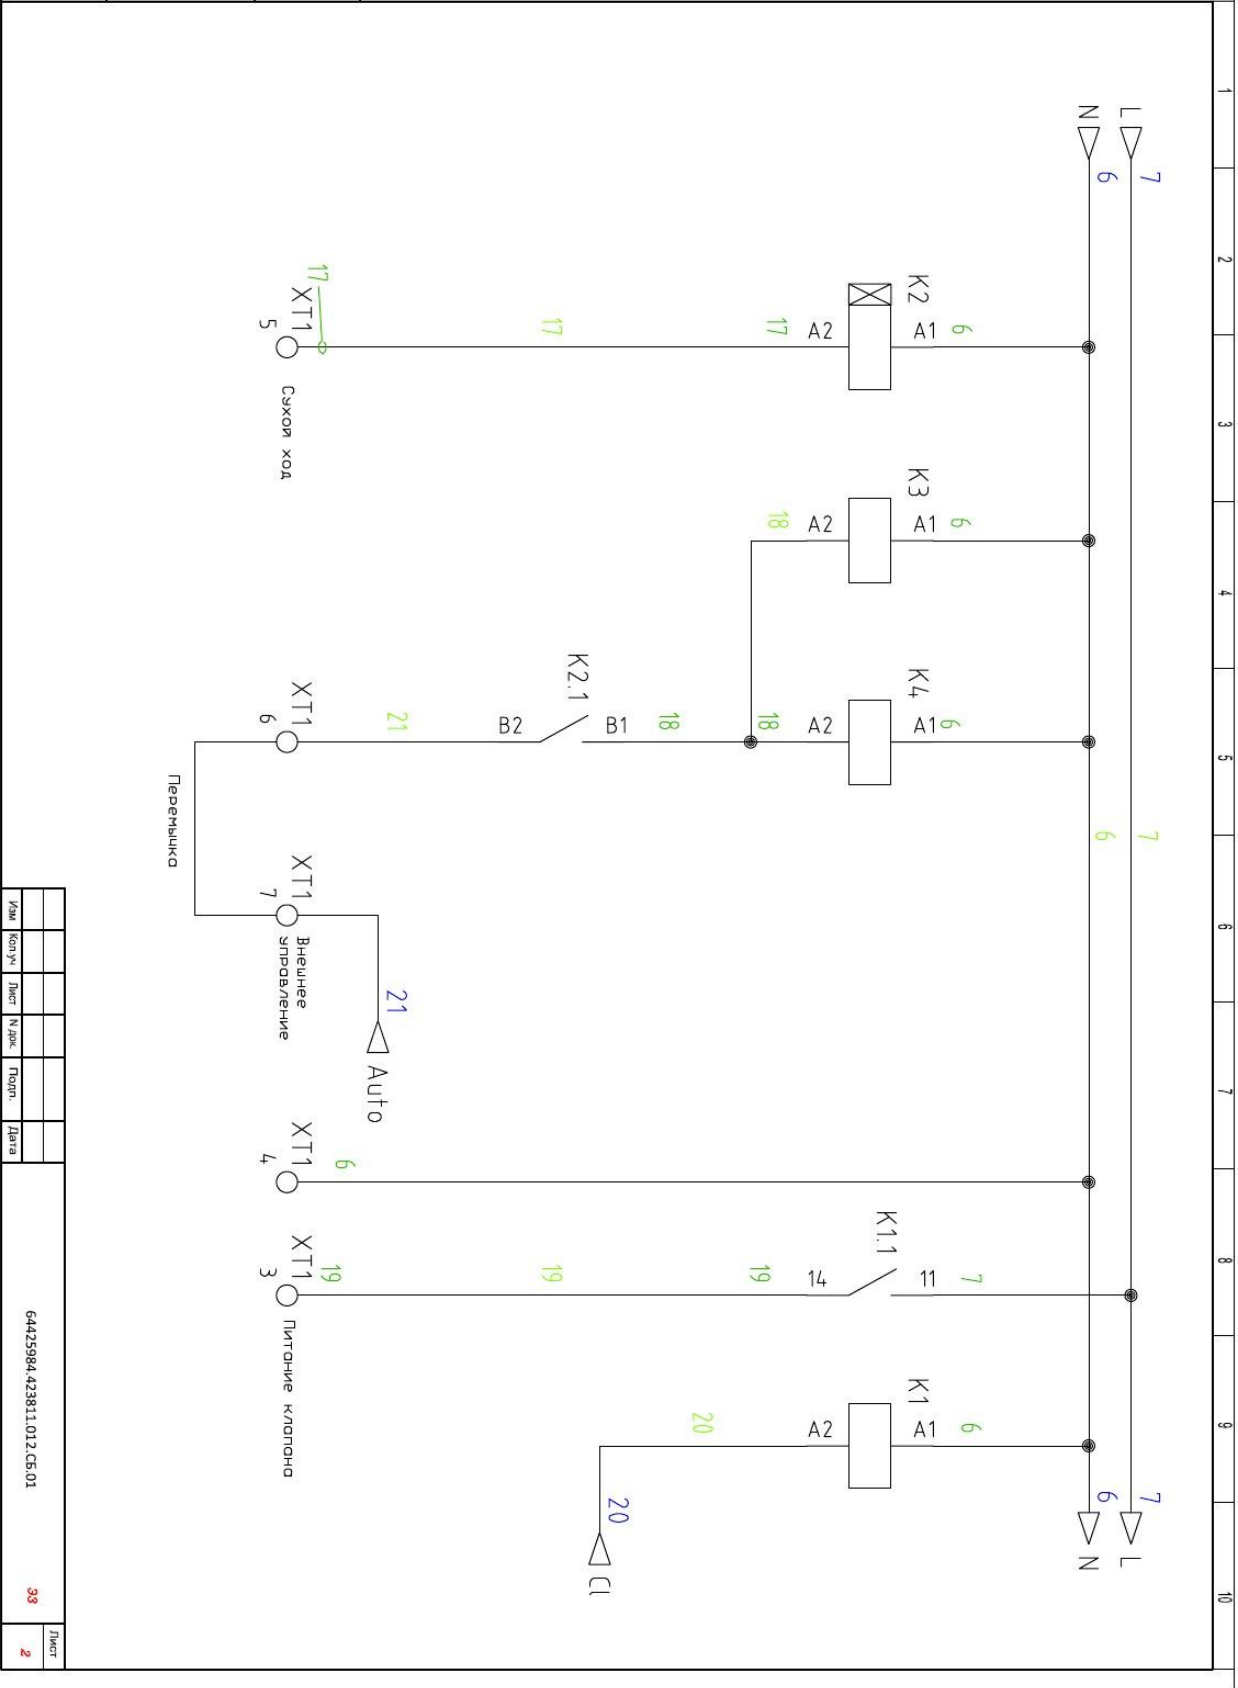 1
2
3
4
5
6
7
8
9
10
L
7
N
6
7
L
6
N
7
6
K2
A1
6
A2
17
17
17
XT1
5
Сухой ход
K3
A1
6
A2
18
K4
A1
6
A2
18
18
K2.1
B1
B2
21
XT1
6
Перемычка
XT1
7
Внешнее
управление
21
Auto
6
XT1
4
K1.1
11
7
14
19
19
19
XT1
3
Питание клапана
K1
A1
6
A2
20
20
Cl
Изм
Кол.уч
Лист
N док.
Подп.
Дата
64425984.423811.012.СБ.01
ЭЗ
Лист
2